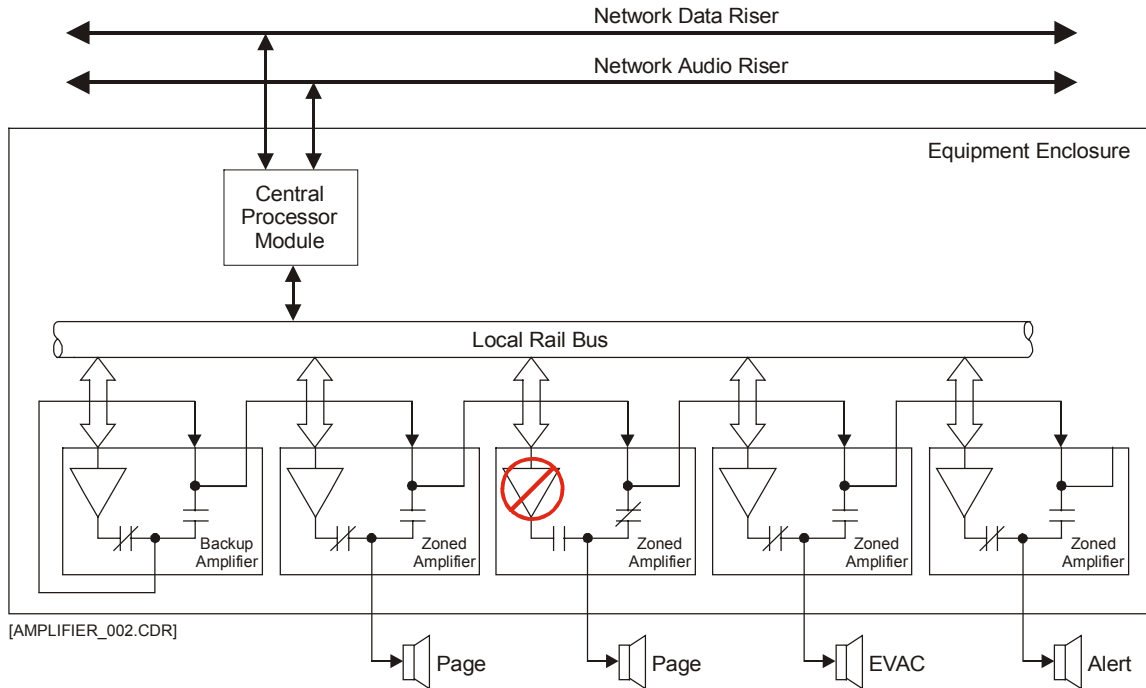 Network Data Riser
Network Audio Riser
Equipment Enclosure
Central
Processor
Module
Local Rail Bus
Backup
Amplifier
Zoned
Amplifier
Zoned
Amplifier
Zoned
Amplifier
Zoned
Amplifier
[AMPLIFIER_002.CDR]
Page
Page
EVAC
Alert